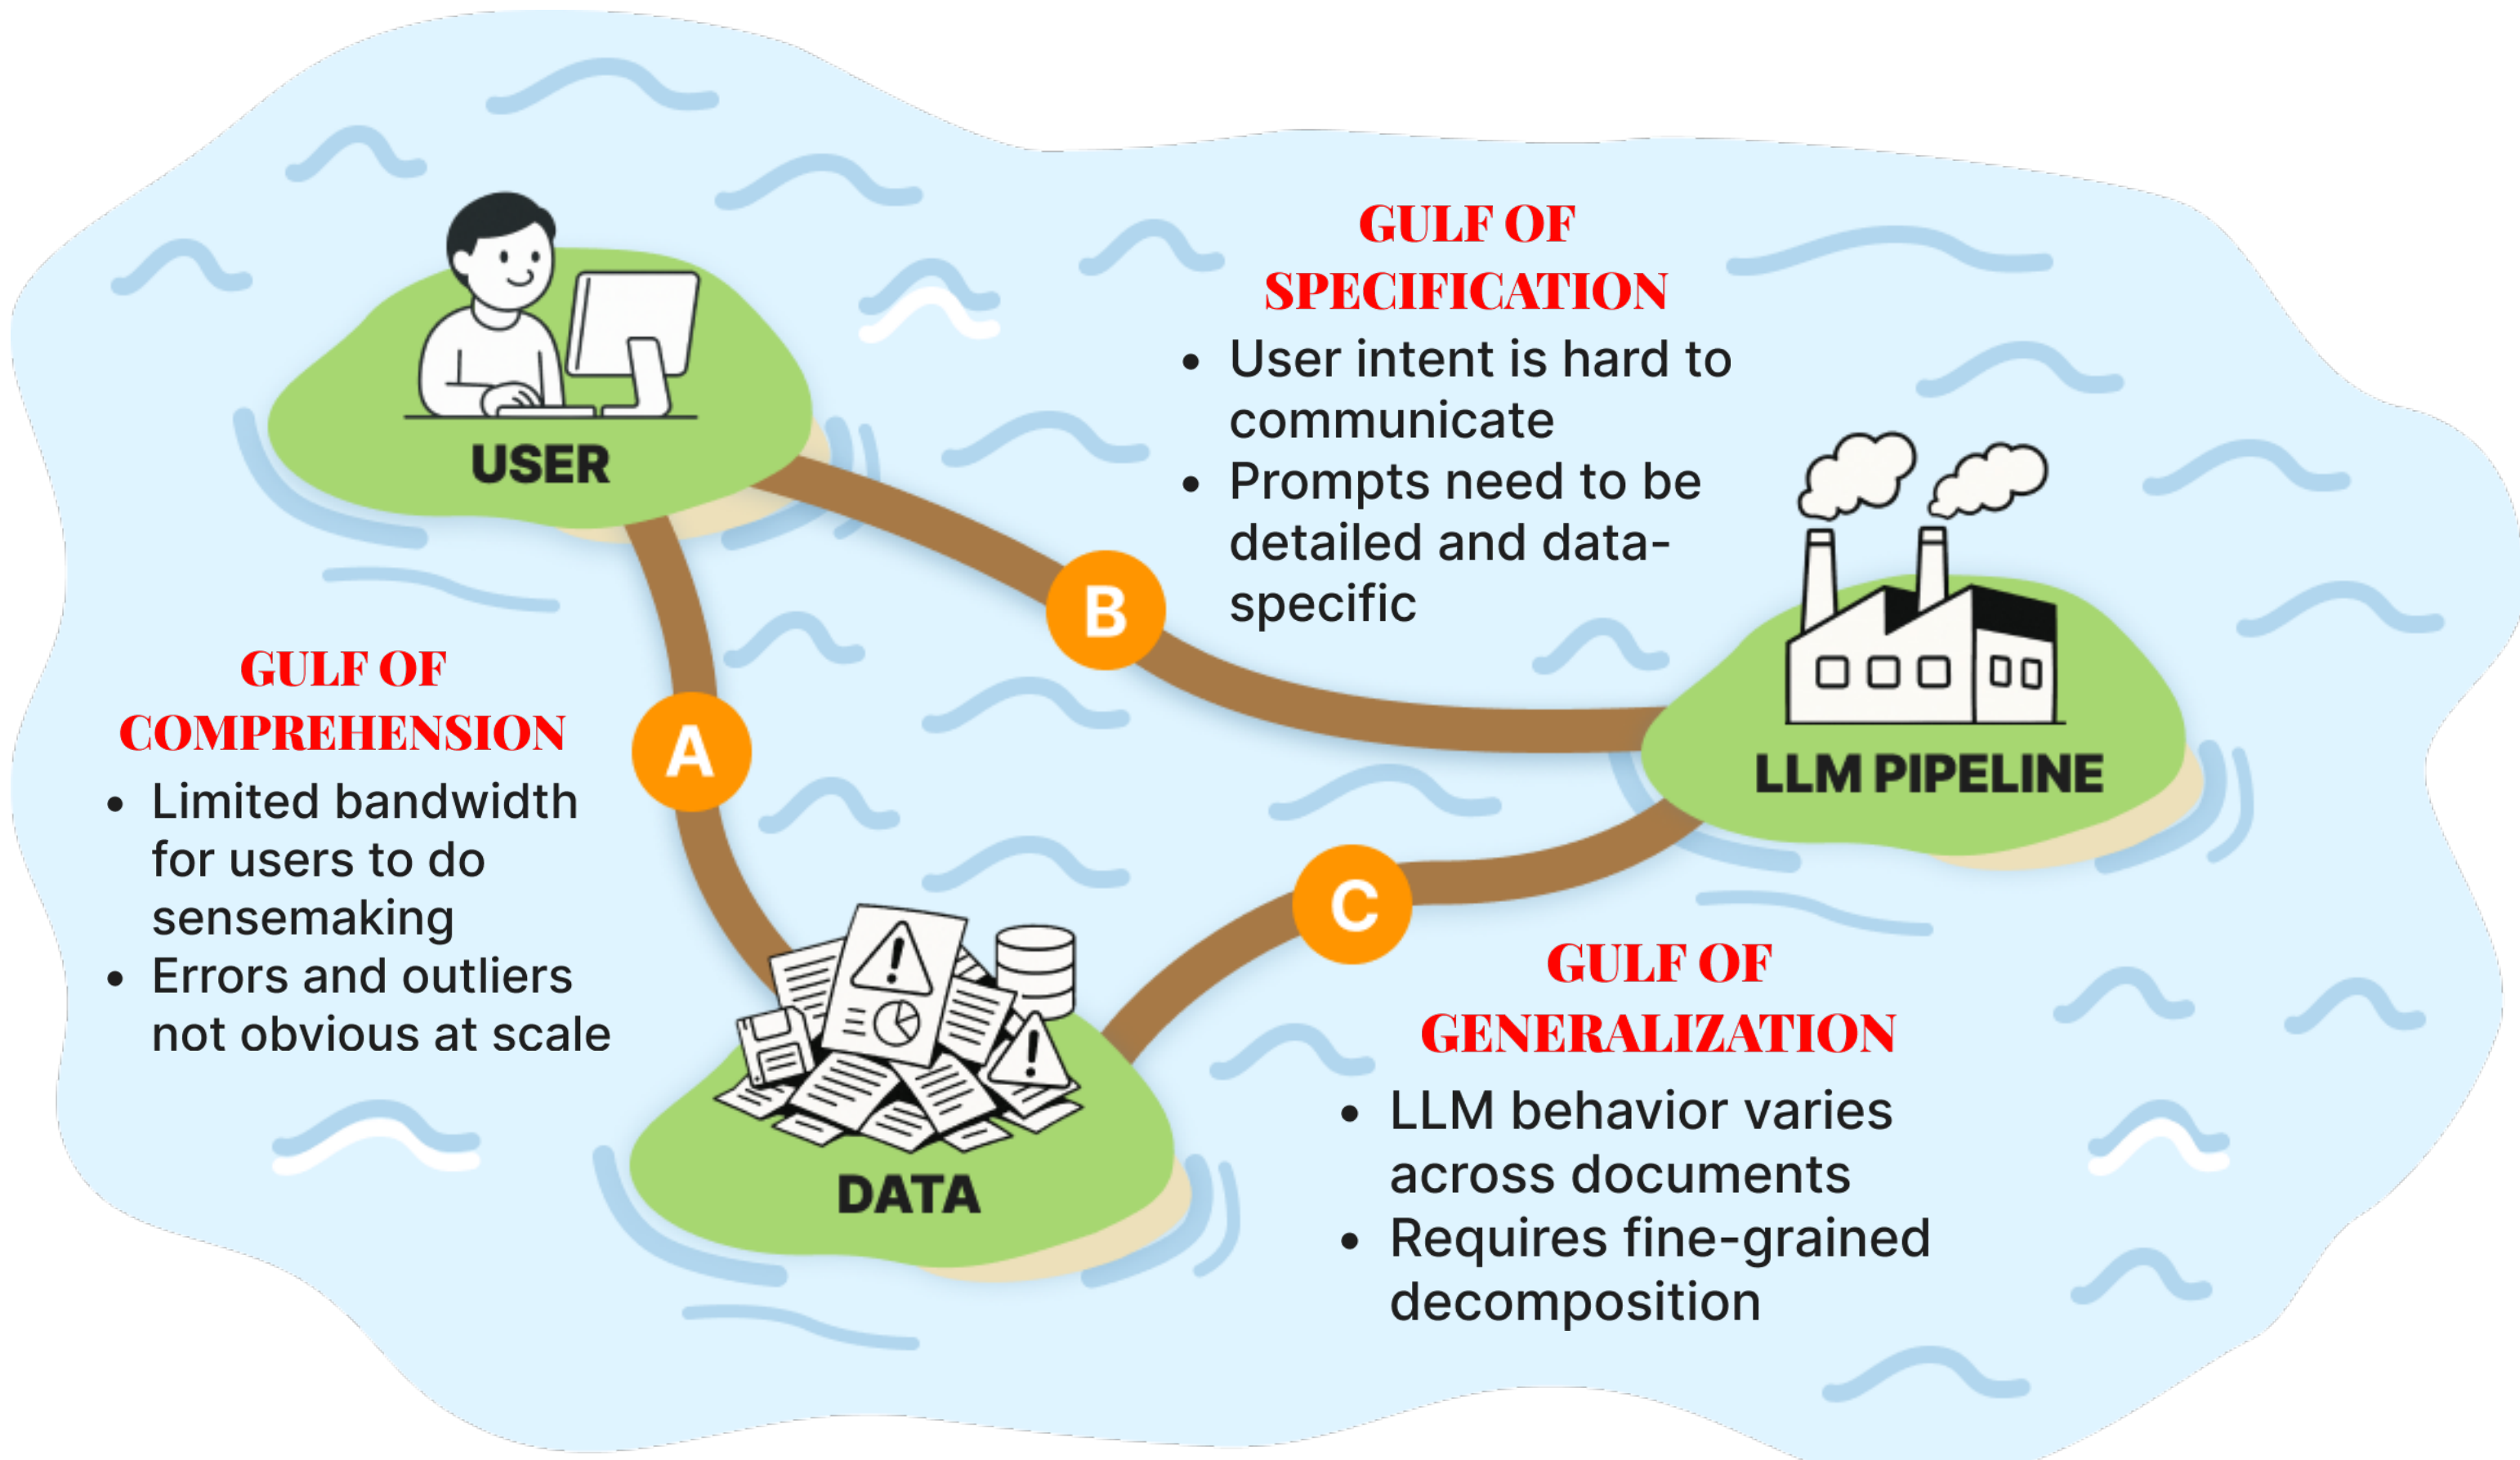 GULF OF
SPECIFICATION
• User intent is hard to
communicate
• Prompts need to be
detailed and data-
specific
USER
B
GULF OF
COMPREHENSION
• Limited bandwidth
for users to do
sensemaking
• Errors and outliers
not obvious at scale
A
LLM PIPELINE
C
GULF OF
GENERALIZATION
• LLM behavior varies
across documents
• Requires fine-grained
decomposition
DATA